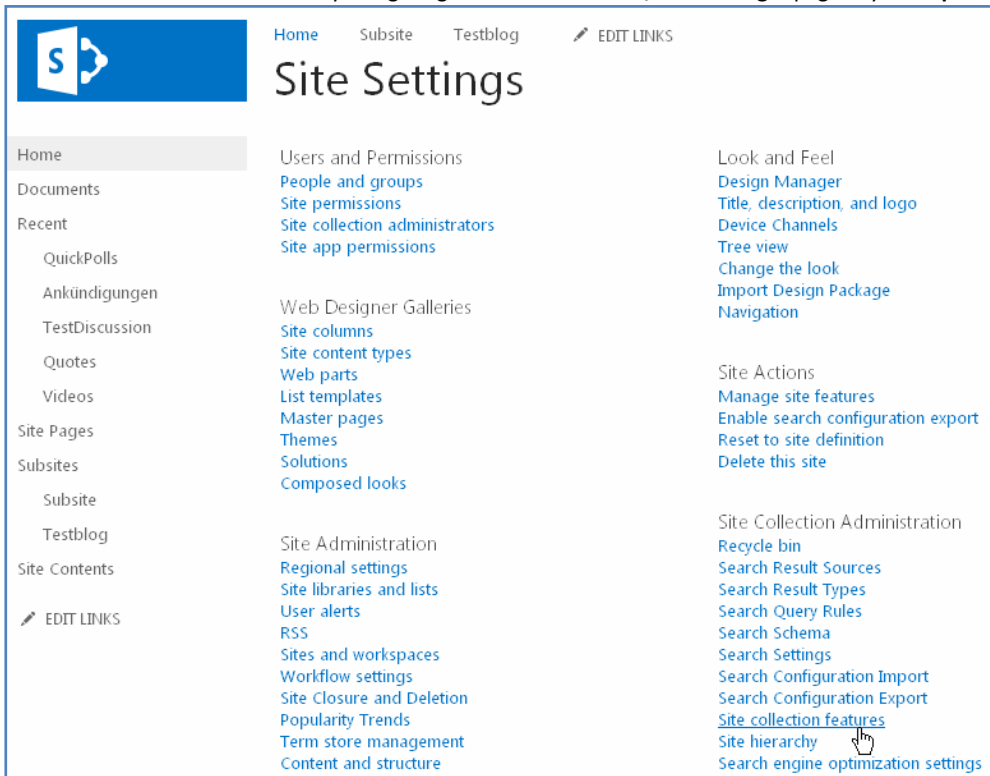 S
Home Subsite Testblog EDIT LINKS
Site Settings
Home
Documents
Recent
QuickPolls
Ankündigungen
TestDiscussion
Quotes
Videos
Site Pages
Subsites
Subsite
Testblog
Site Contents
EDIT LINKS
Users and Permissions
People and groups
Site permissions
Site collection administrators
Site app permissions
Web Designer Galleries
Site columns
Site content types
Web parts
List templates
Master pages
Themes
Solutions
Composed looks
Site Administration
Regional settings
Site libraries and lists
User alerts
RSS
Sites and workspaces
Workflow settings
Site Closure and Deletion
Popularity Trends
Term store management
Content and structure
Look and Feel
Design Manager
Title, description, and logo
Device Channels
Tree view
Change the look
Import Design Package
Navigation
Site Actions
Manage site features
Enable search configuration export
Reset to site definition
Delete this site
Site Collection Administration
Recycle bin
Search Result Sources
Search Result Types
Search Query Rules
Search Schema
Search Settings
Search Configuration Import
Search Configuration Export
Site collection features
Site hierarchy
Search engine optimization settings